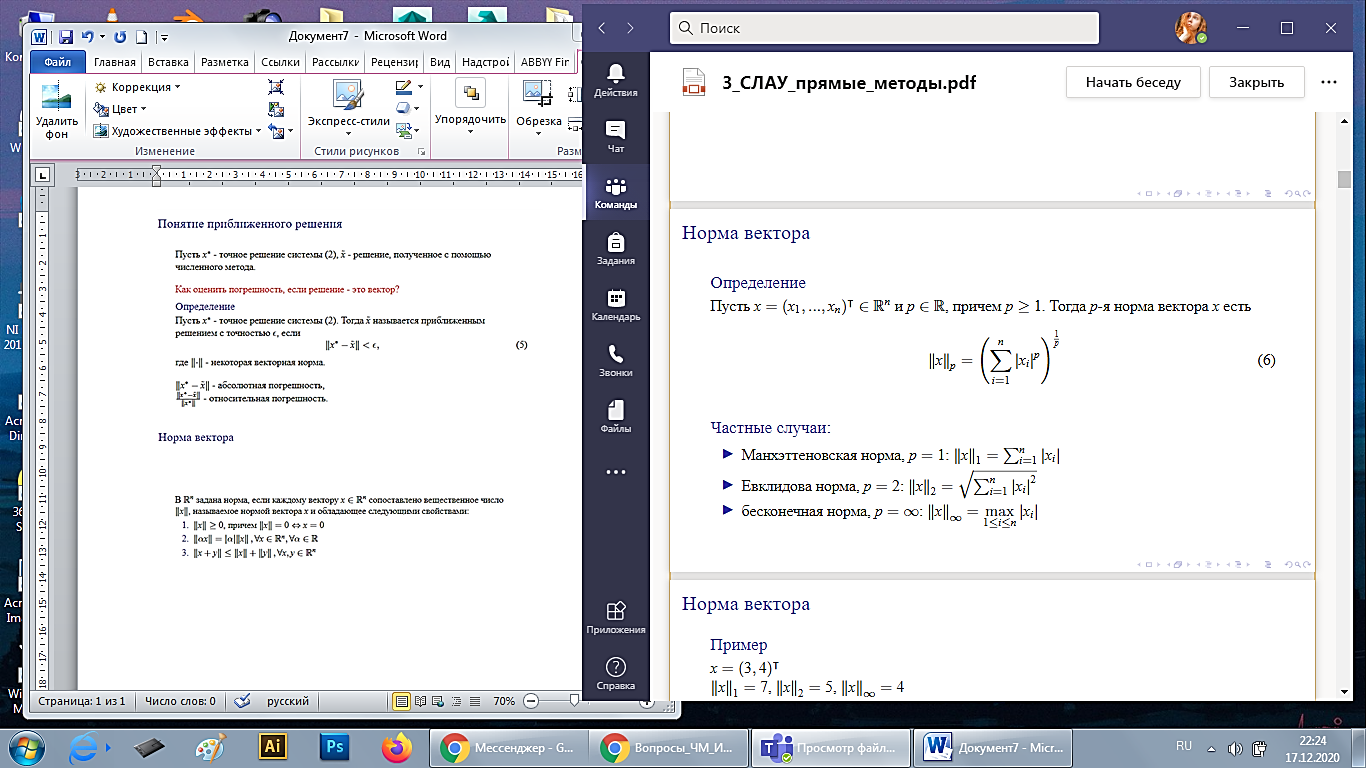 Документ7 - Microsoft Word
Файл Главная Вставка Разметка Ссылки Рассылки Рецензир Вид Надстрой ABBYY Fir
Удалить фон
Коррекция
Цвет
Художественные эффекты
Изменение
Экспресс-стили
Стили рисунков
Упорядочить
Обрезка
Разм
Понятие приближенного решения
Пусть x* - точное решение системы (2), x̃ - решение, полученное с помощью
численного метода.
Как оценить погрешность, если решение - это вектор?
Определение
Пусть x* - точное решение системы (2). Тогда x̃ называется приближенным
решением с точностью ϵ, если
‖x* − x̃‖ < ϵ, (5)
где ‖·‖ - некоторая векторная норма.
‖x* − x̃‖ - абсолютная погрешность,
‖x*−x̃‖/‖x*‖ - относительная погрешность.
Норма вектора
В ℝⁿ задана норма, если каждому вектору x ∈ ℝⁿ сопоставлено вещественное число
‖x‖, называемое нормой вектора x и обладающее следующими свойствами:
1. ‖x‖ ≥ 0, причем ‖x‖ = 0 ⇔ x = 0
2. ‖αx‖ = |α|‖x‖, ∀x ∈ ℝⁿ, ∀α ∈ ℝ
3. ‖x + y‖ ≤ ‖x‖ + ‖y‖, ∀x, y ∈ ℝⁿ
Страница: 1 из 1 Число слов: 0 русский 70%
Поиск
Действия
Чат
Команды
Задания
Календарь
Звонки
Файлы
Приложения
Справка
3_СЛАУ_прямые_методы.pdf Начать беседу Закрыть
Норма вектора
Определение
Пусть x = (x₁, ..., xₙ)ᵀ ∈ ℝⁿ и p ∈ ℝ, причем p ≥ 1. Тогда p-я норма вектора x есть
‖x‖ₚ = (∑ᵢ₌₁ⁿ |xᵢ|ᵖ)^(1/p) (6)
Частные случаи:
Манхэттеновская норма, p = 1: ‖x‖₁ = ∑ᵢ₌₁ⁿ |xᵢ|
Евклидова норма, p = 2: ‖x‖₂ = √(∑ᵢ₌₁ⁿ |xᵢ|²)
бесконечная норма, p = ∞: ‖x‖∞ = max 1≤i≤n |xᵢ|
Норма вектора
Пример
x = (3, 4)ᵀ
‖x‖₁ = 7, ‖x‖₂ = 5, ‖x‖∞ = 4
Мессенджер - G... Вопросы_ЧМ_И... Просмотр файл... Документ7 - Micr...
RU 22:24
17.12.2020